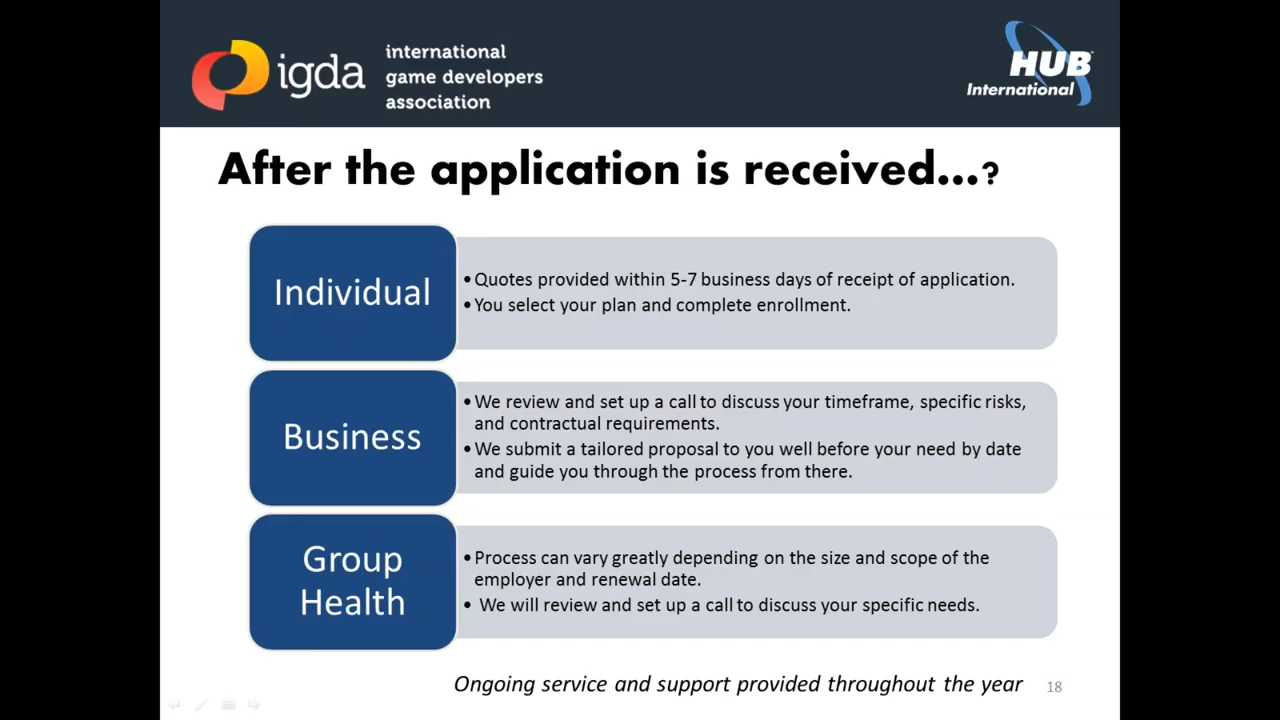 igda
international
game developers
association
HUB
International
After the application is received...?
Individual
• Quotes provided within 5-7 business days of receipt of application.
• You select your plan and complete enrollment.
Business
• We review and set up a call to discuss your timeframe, specific risks,
and contractual requirements.
• We submit a tailored proposal to you well before your need by date
and guide you through the process from there.
Group
Health
• Process can vary greatly depending on the size and scope of the
employer and renewal date.
• We will review and set up a call to discuss your specific needs.
Ongoing service and support provided throughout the year
18